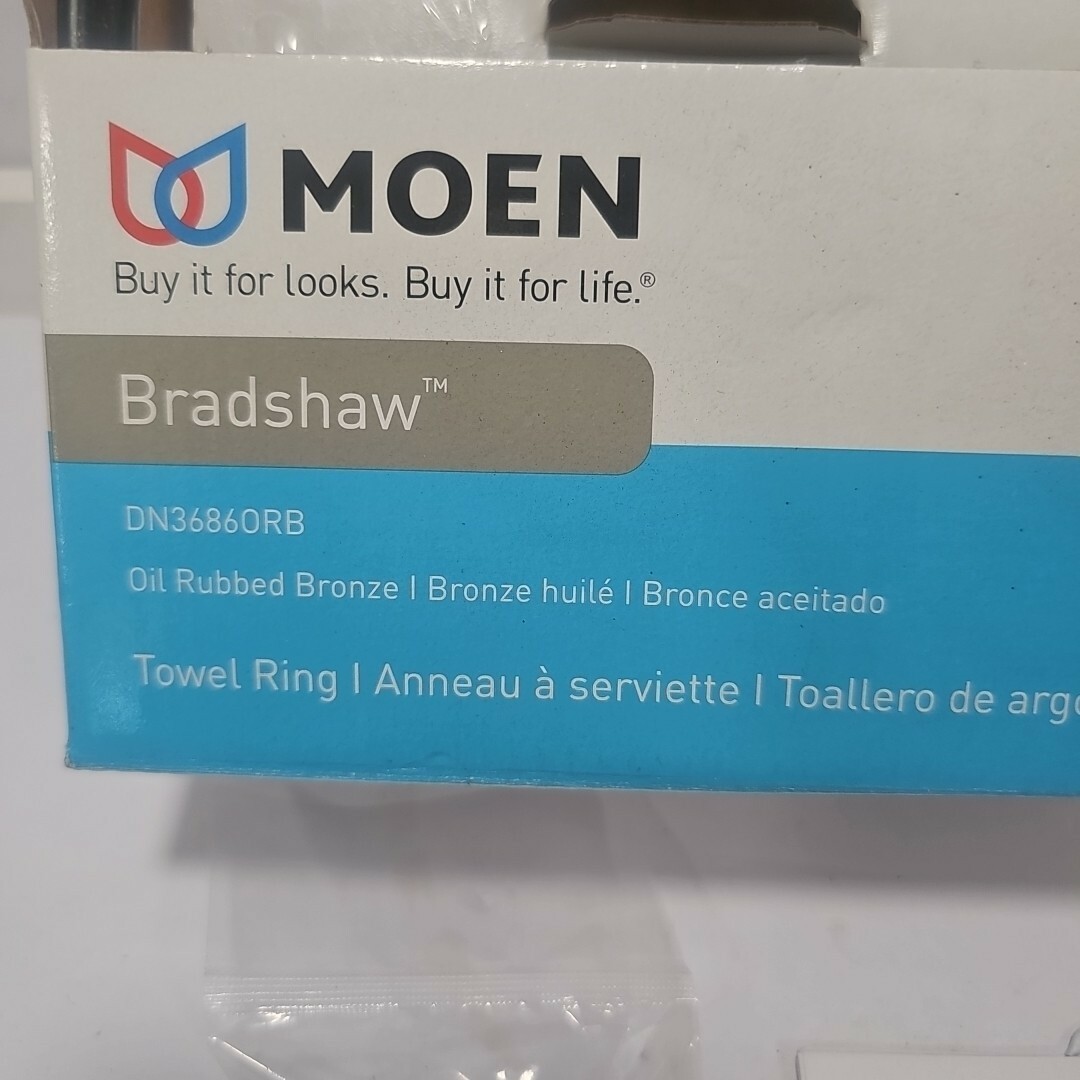 MOEN
Buy it for looks. Buy it for life.®
Bradshaw™
DN3686ORB
Oil Rubbed Bronze | Bronze huilé | Bronce aceitado
Towel Ring | Anneau à serviette | Toallero de